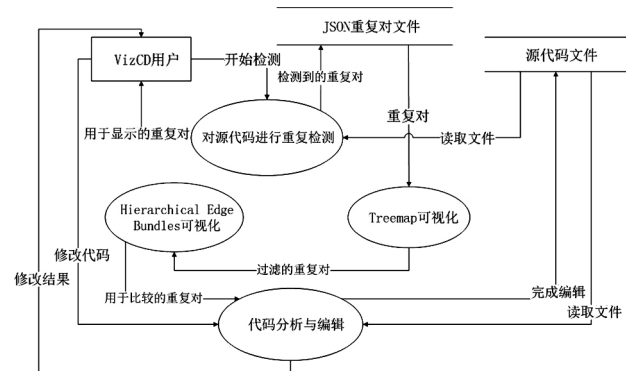 JSON重复对文件
VizCD用户
开始检测
检测到的重复对
源代码文件
用于显示的重复对
对源代码进行重复检测
重复对
读取文件
Hierarchical Edge
Bundles可视化
Treemap可视化
修改代码
过滤的重复对
修改结果
用于比较的重复对
完成编辑
读取文件
代码分析与编辑